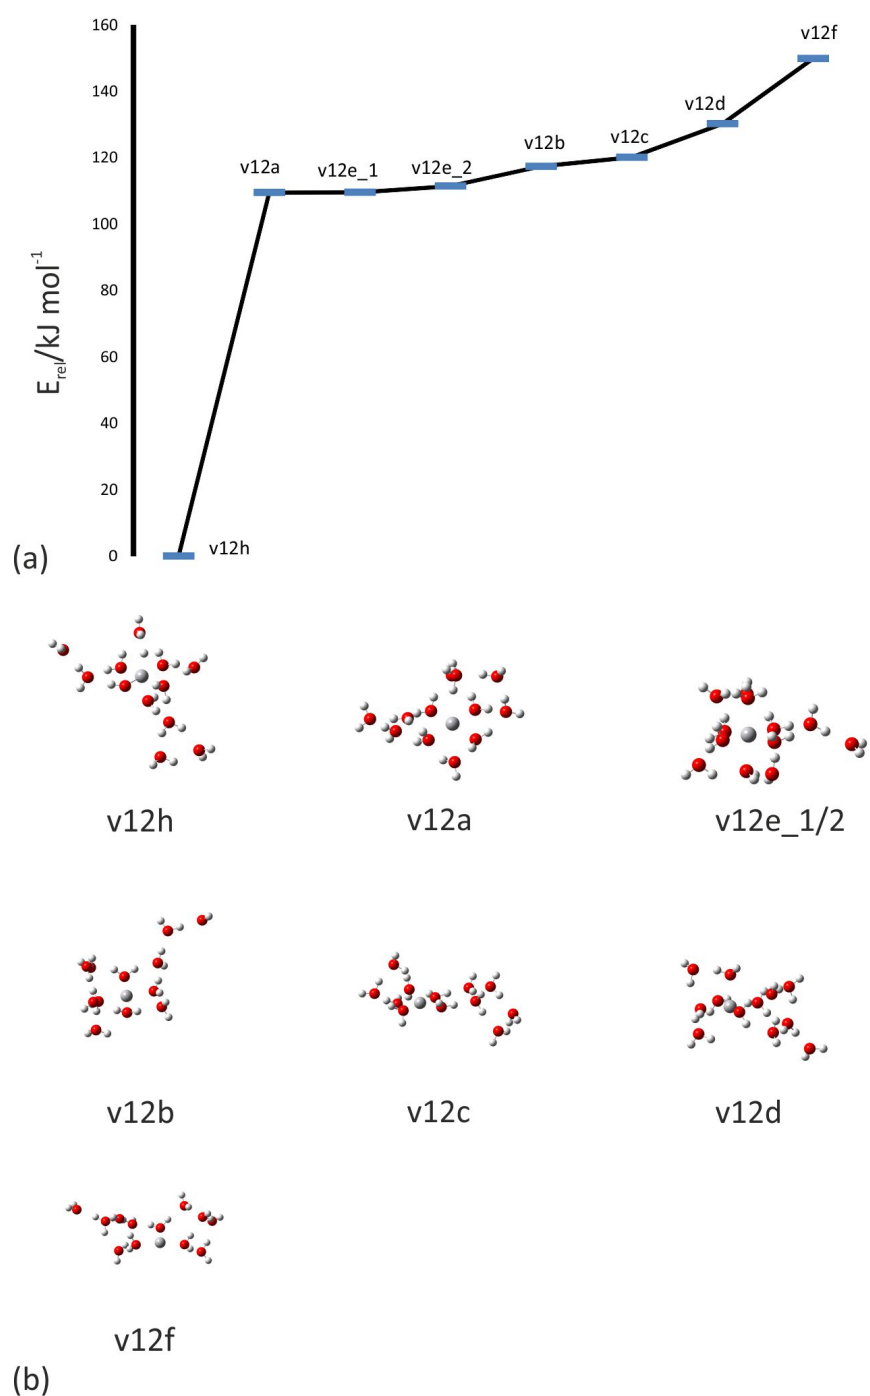 160
v12f
140
v12d
120
v12a
v12e_1
v12e_2
v12b
v12c
100
80
60
40
20
0
E_rel/kJ mol⁻¹
v12h
(a)
v12h v12a v12e_1/2
v12b v12c v12d
v12f
(b)